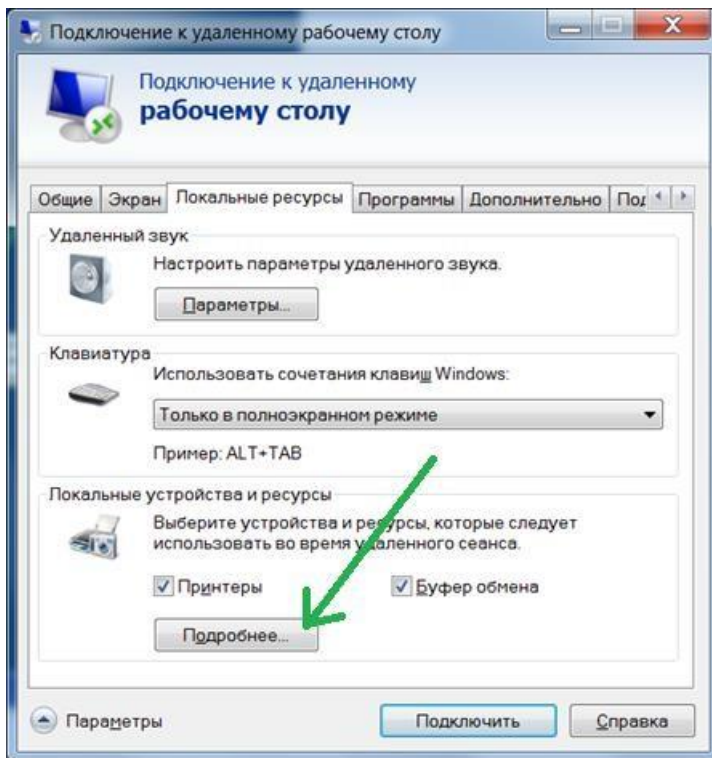 Подключение к удаленному рабочему столу
Подключение к удаленному
рабочему столу
Общие Экран Локальные ресурсы Программы Дополнительно
Удаленный звук
Настроить параметры удаленного звука.
Параметры...
Клавиатура
Использовать сочетания клавиш Windows:
Только в полноэкранном режиме
Пример: ALT+TAB
Локальные устройства и ресурсы
Выберите устройства и ресурсы, которые следует
использовать во время удаленного сеанса.
Принтеры Буфер обмена
Подробнее...
Параметры Подключить Справка